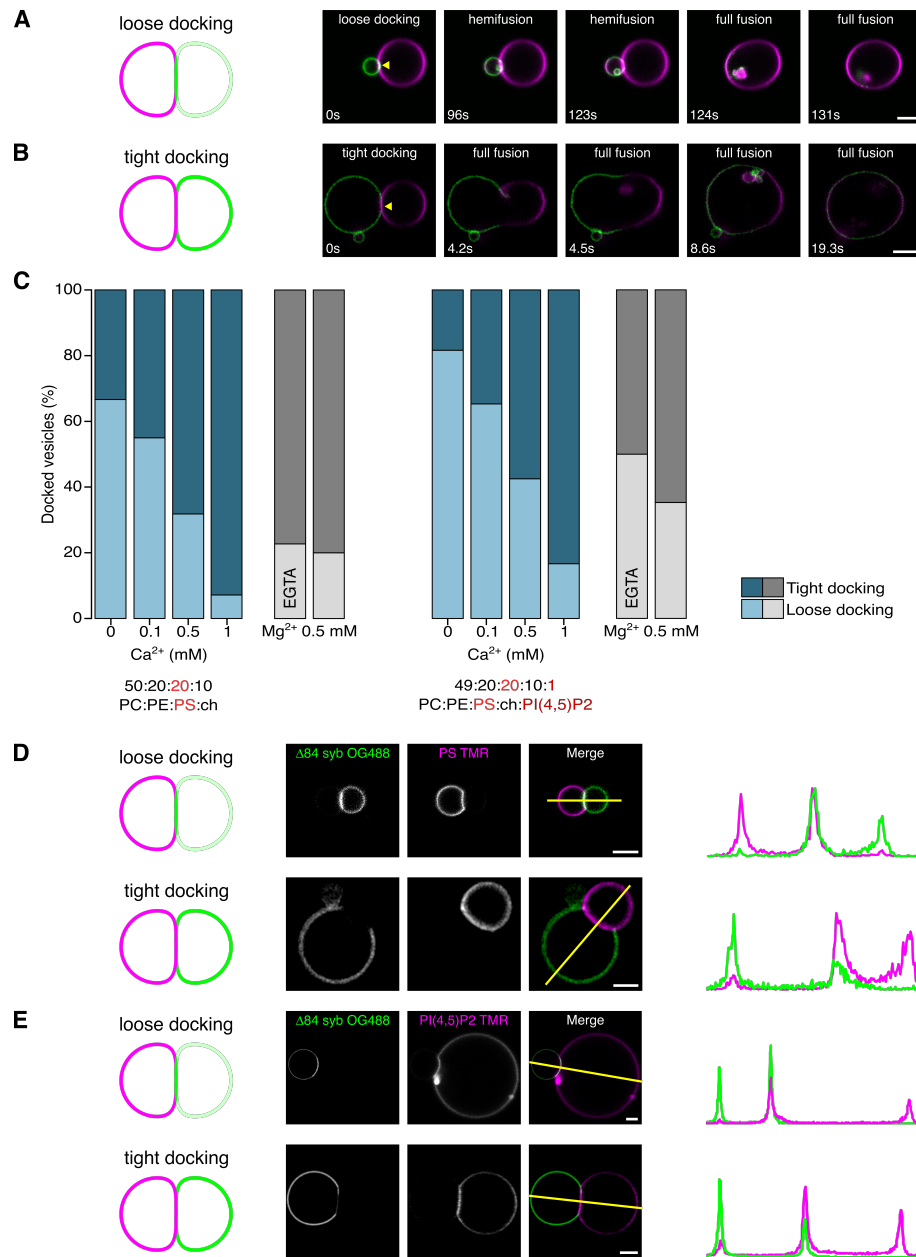 A
loose docking
loose docking
hemifusion
hemifusion
full fusion
full fusion
0s
96s
123s
124s
131s
B
tight docking
tight docking
full fusion
full fusion
full fusion
full fusion
0s
4.2s
4.5s
8.6s
19.3s
C
Docked vesicles (%)
100
80
60
40
20
0
EGTA
EGTA
0 0.1 0.5 1
Mg²⁺ 0.5 mM
0 0.1 0.5 1
Mg²⁺ 0.5 mM
Ca²⁺ (mM)
Ca²⁺ (mM)
50:20:20:10
PC:PE:PS:ch
49:20:20:10:1
PC:PE:PS:ch:PI(4,5)P2
Tight docking
Loose docking
D
loose docking
Δ84 syb OG488
PS TMR
Merge
tight docking
E
loose docking
Δ84 syb OG488
PI(4,5)P2 TMR
Merge
tight docking